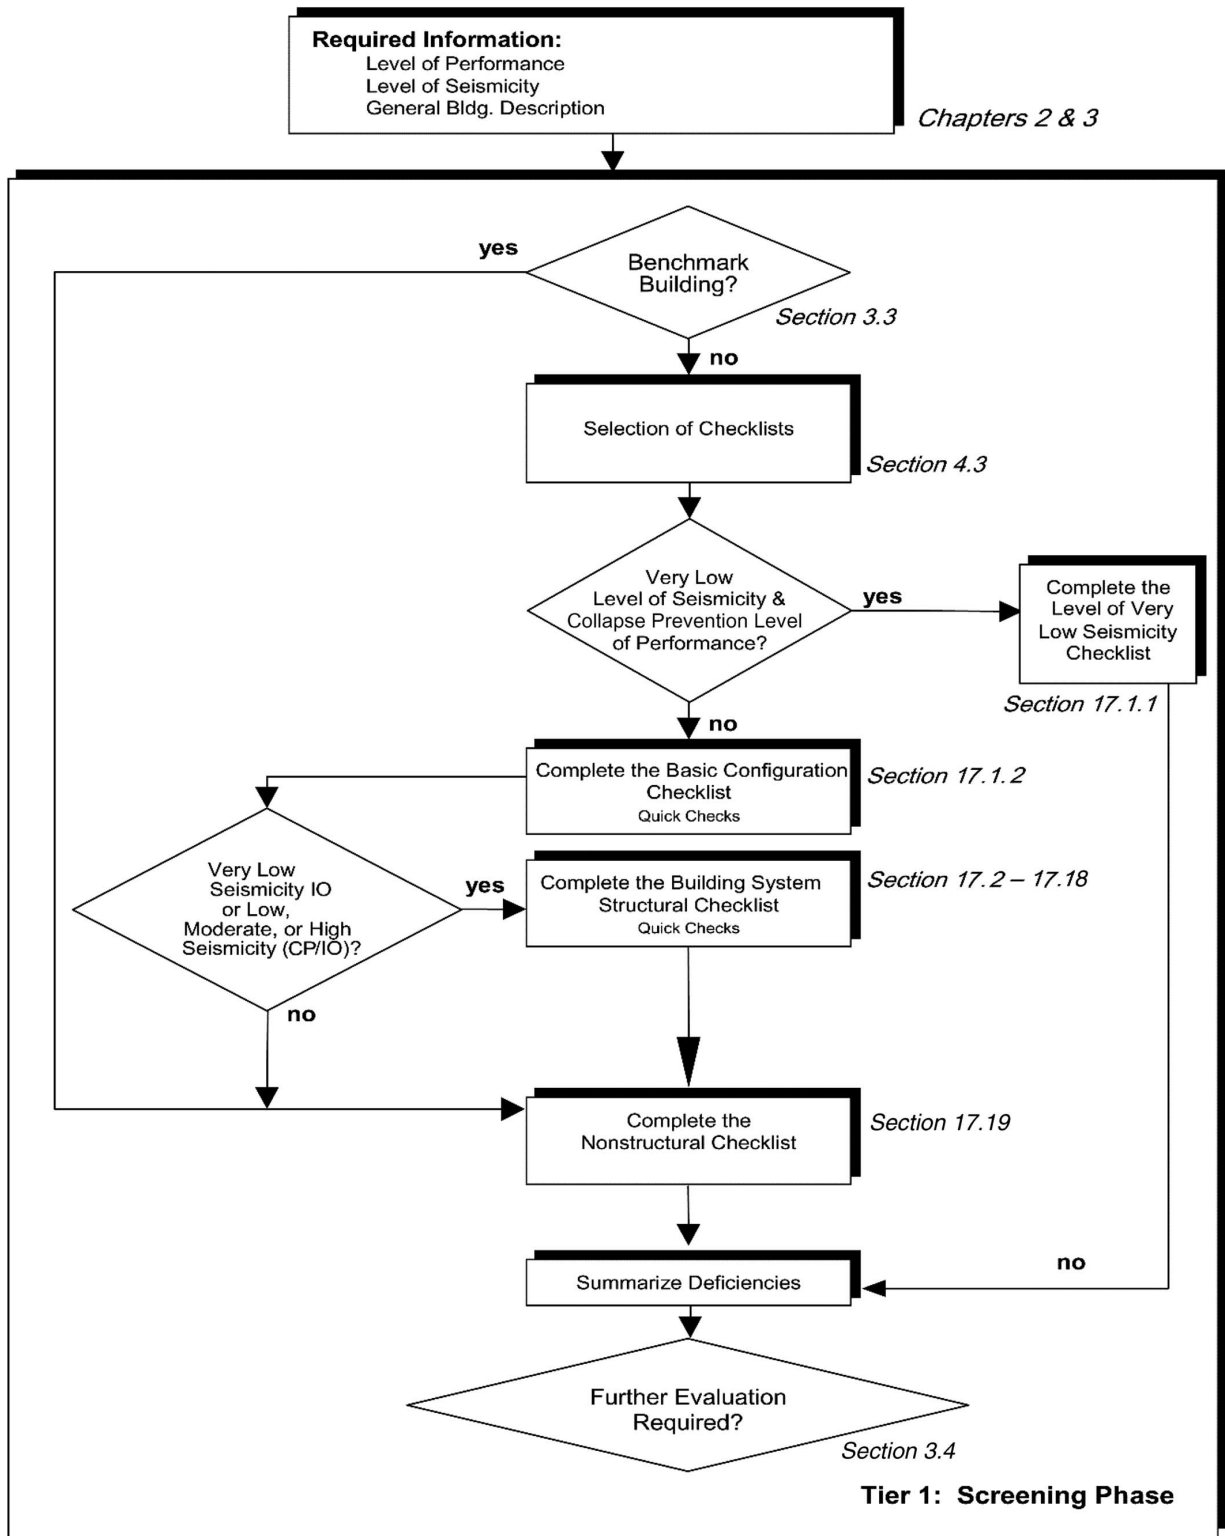 Required Information:
Level of Performance
Level of Seismicity
General Bldg. Description
Chapters 2 & 3
yes
Benchmark
Building?
Section 3.3
no
Selection of Checklists
Section 4.3
Very Low
Level of Seismicity &
Collapse Prevention Level
of Performance?
yes
Complete the
Level of Very
Low Seismicity
Checklist
Section 17.1.1
no
Complete the Basic Configuration
Checklist
Quick Checks
Section 17.1.2
Very Low
Seismicity IO
or Low,
Moderate, or High
Seismicity (CP/IO)?
yes
Complete the Building System
Structural Checklist
Quick Checks
Section 17.2 – 17.18
no
Complete the
Nonstructural Checklist
Section 17.19
no
Summarize Deficiencies
Further Evaluation
Required?
Section 3.4
Tier 1: Screening Phase